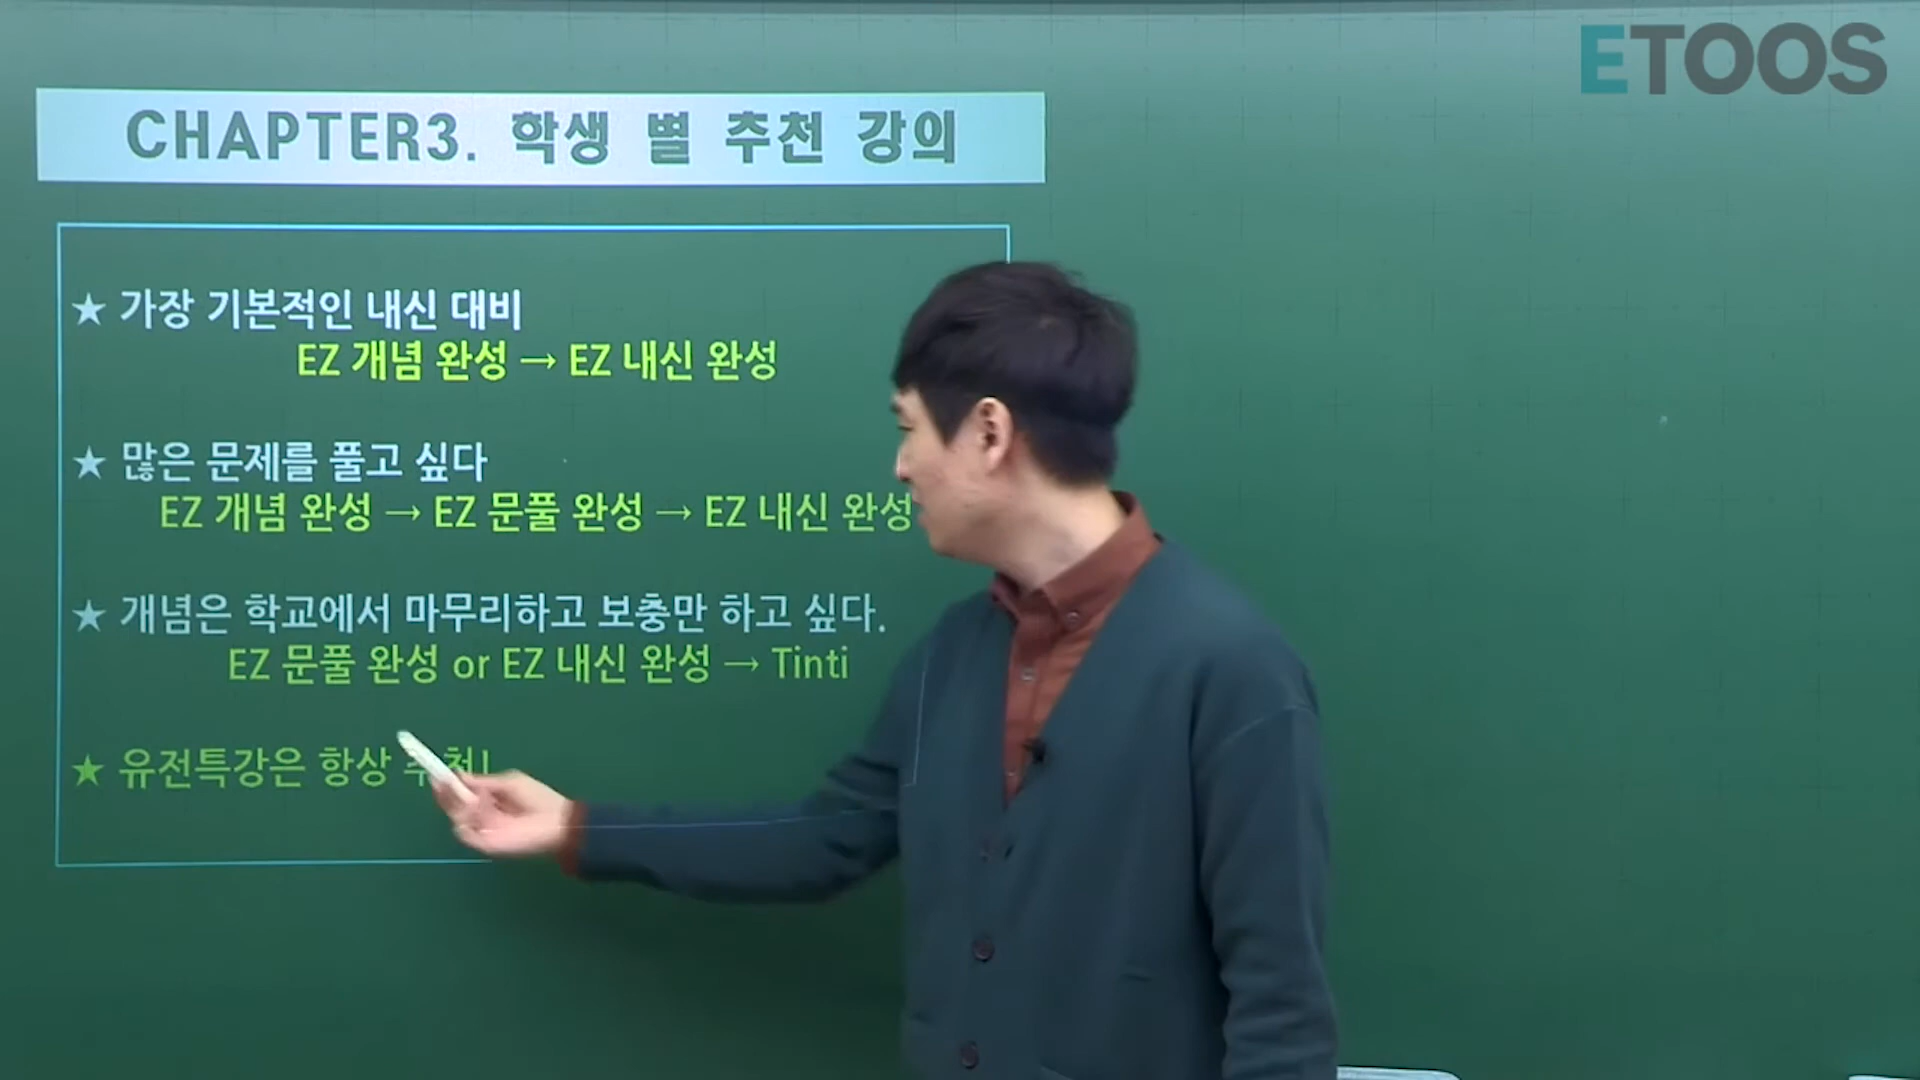 ETOOS
CHAPTER3. 학생 별 추천 강의
★ 가장 기본적인 내신 대비
EZ 개념 완성 → EZ 내신 완성
★ 많은 문제를 풀고 싶다
EZ 개념 완성 → EZ 문풀 완성 → EZ 내신 완성
★ 개념은 학교에서 마무리하고 보충만 하고 싶다.
EZ 문풀 완성 or EZ 내신 완성 → Tinti
★ 유전특강은 항상